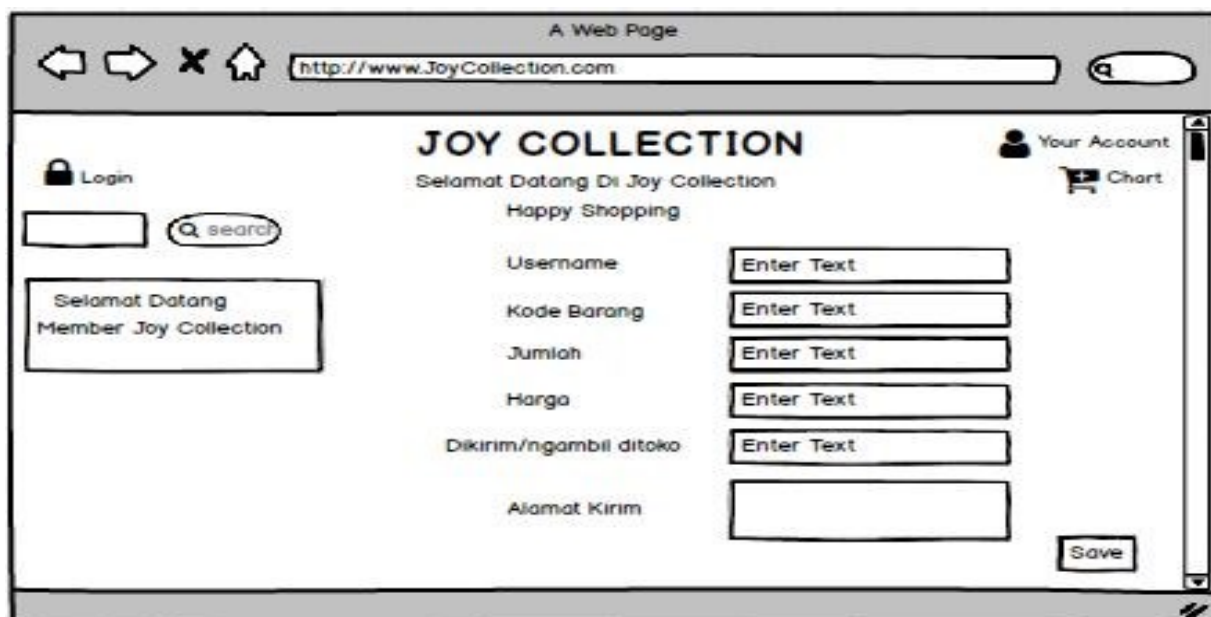 A Web Page
http://www.JoyCollection.com
JOY COLLECTION
Your Account
Login
Selamat Datang Di Joy Collection
Chart
Happy Shopping
search
Username
Enter Text
Kode Barang
Enter Text
Selamat Datang
Member Joy Collection
Jumlah
Enter Text
Harga
Enter Text
Dikirim/ngambil ditoko
Enter Text
Alamat Kirim
Save